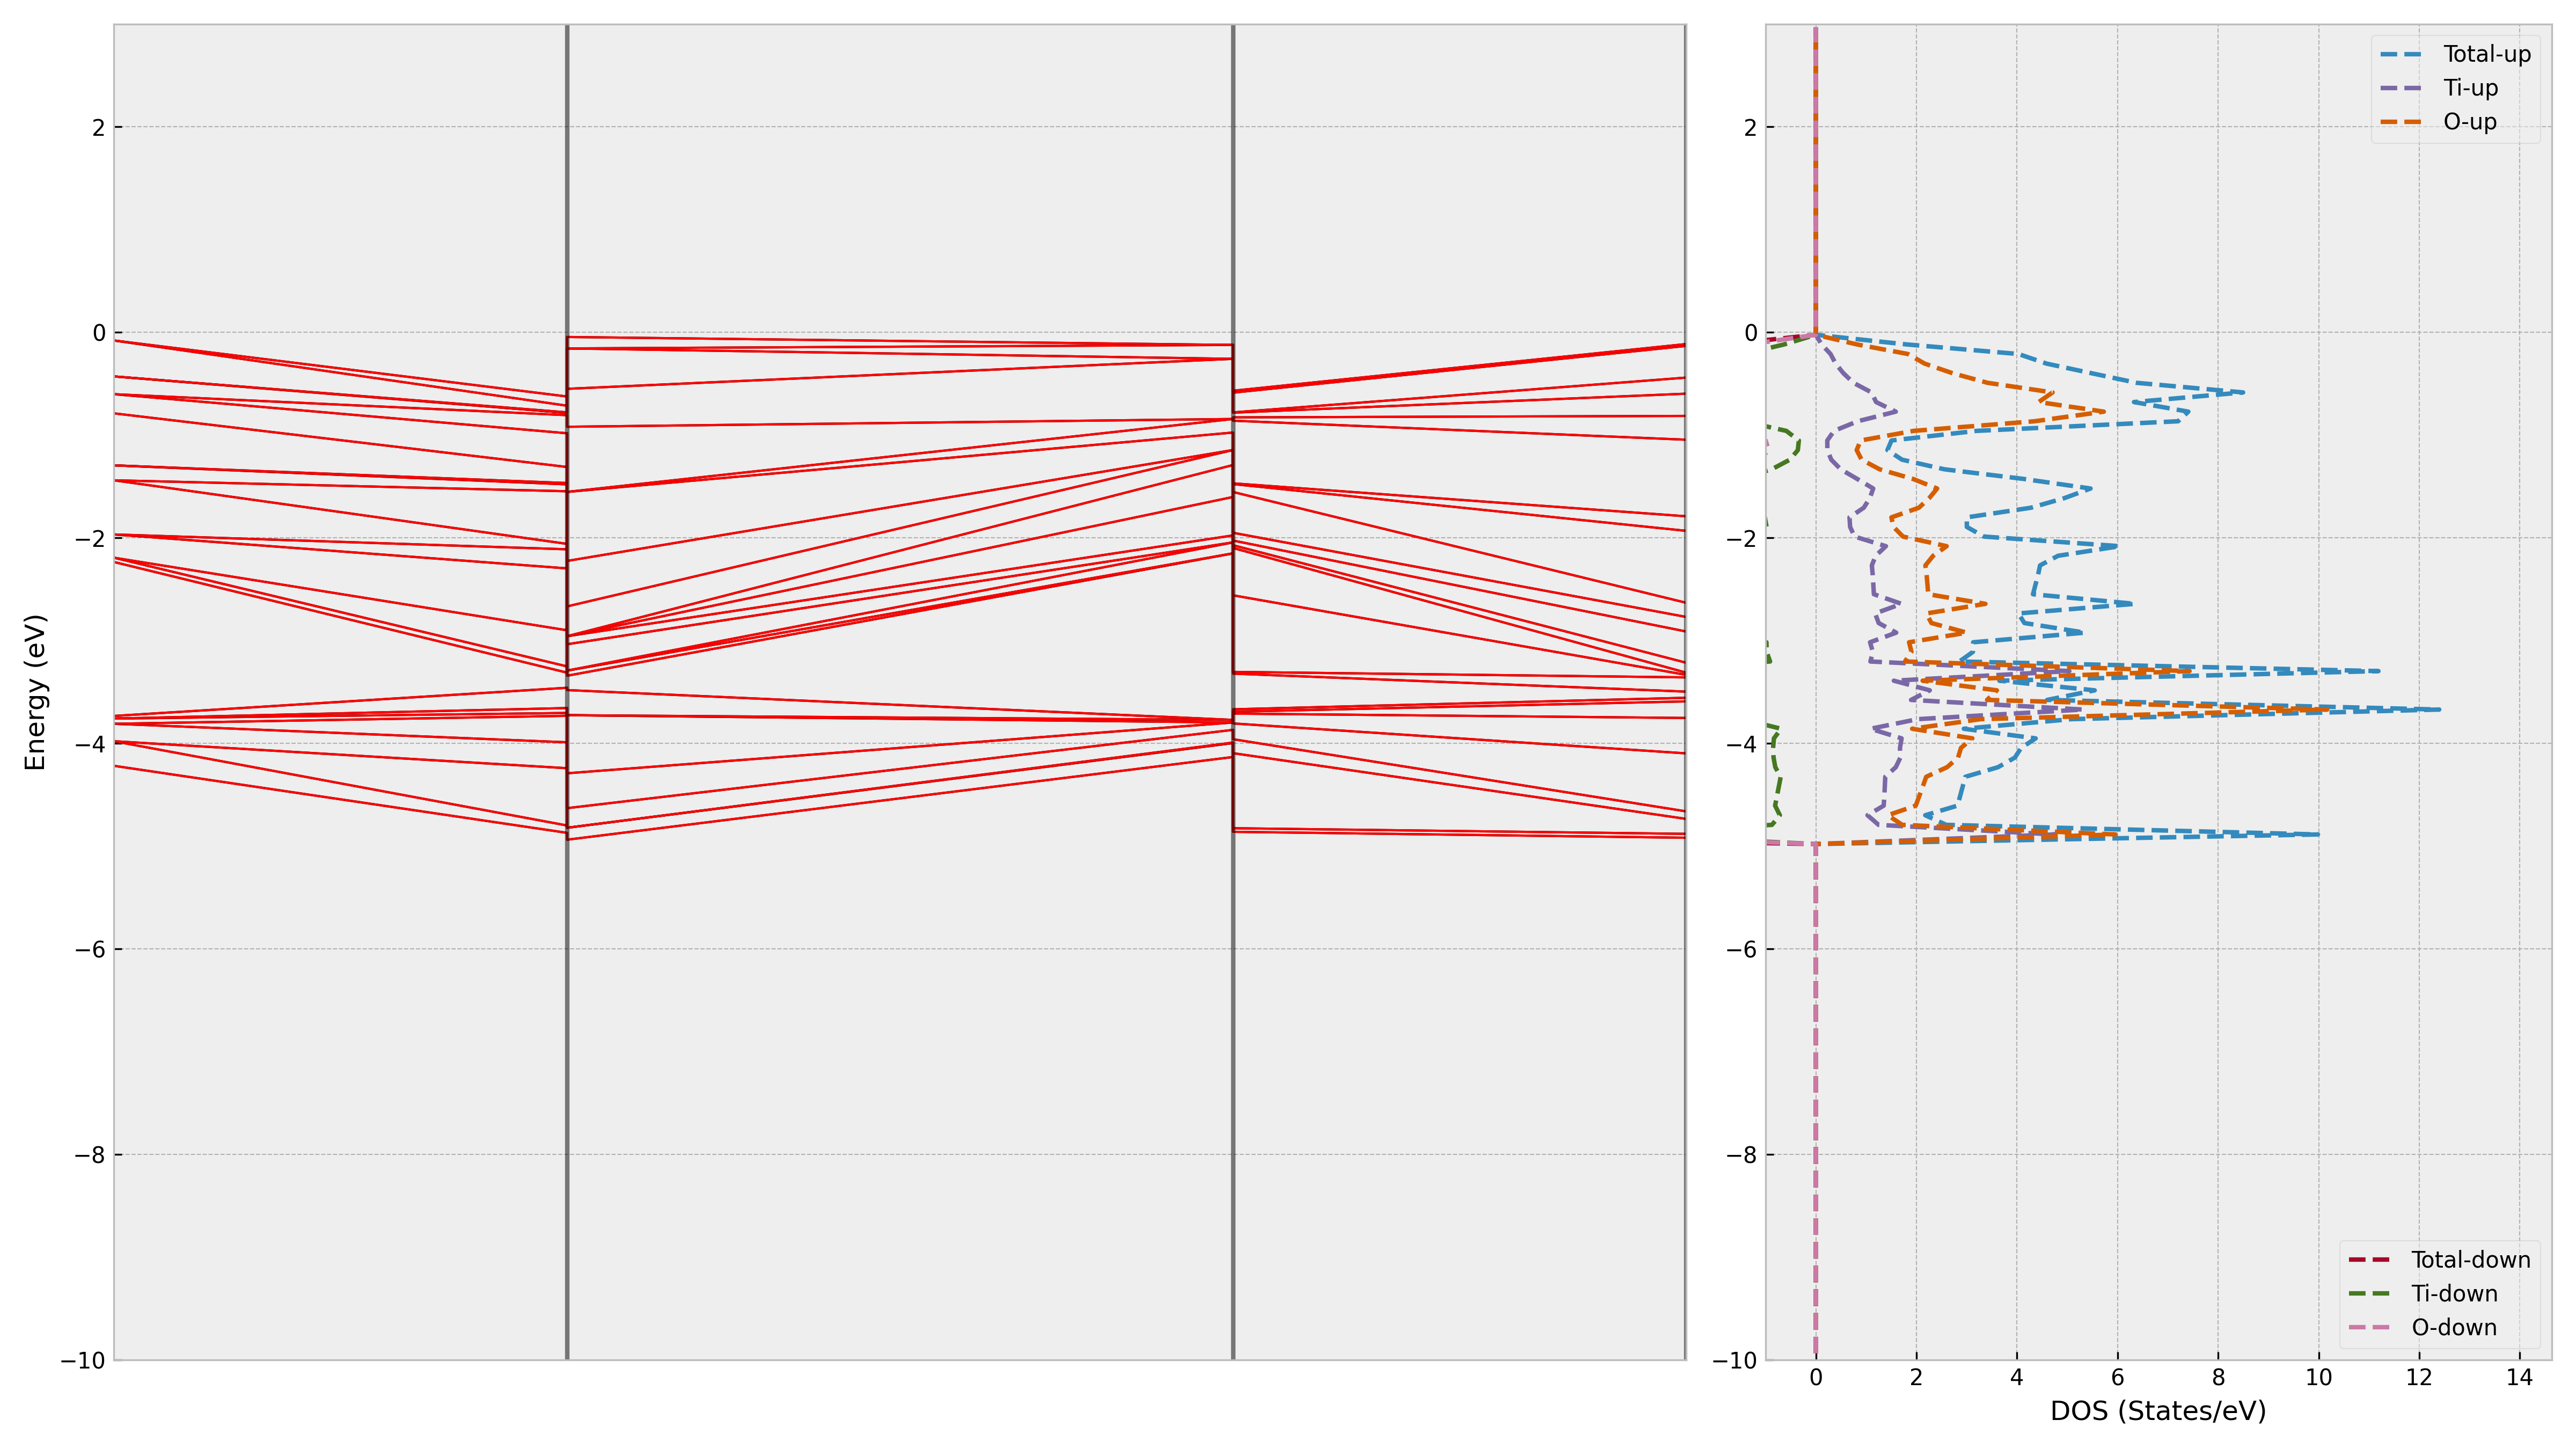 Energy (eV)
2
0
−2
−4
−6
−8
−10
2
0
−2
−4
−6
−8
−10
Total-up
Ti-up
O-up
Total-down
Ti-down
O-down
0 2 4 6 8 10 12 14
DOS (States/eV)